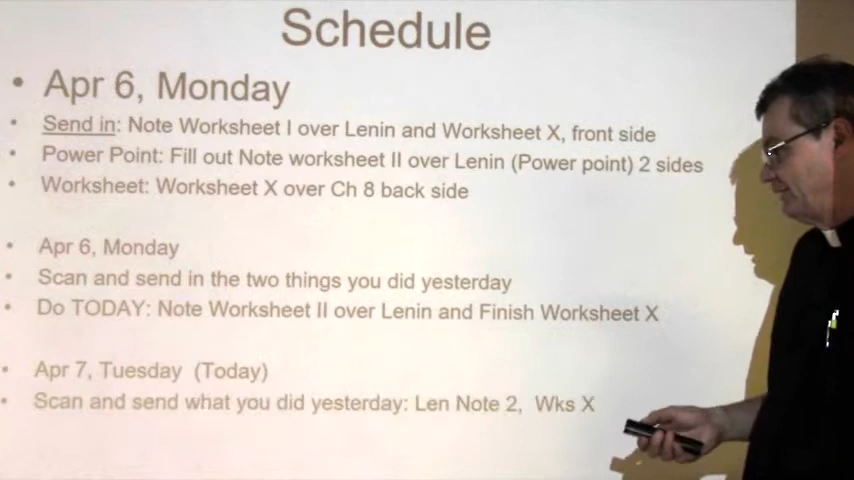 Schedule
• Apr 6, Monday
• Send in: Note Worksheet I over Lenin and Worksheet X, front side
• Power Point: Fill out Note worksheet II over Lenin (Power point) 2 sides
• Worksheet: Worksheet X over Ch 8 back side
• Apr 6, Monday
• Scan and send in the two things you did yesterday
• Do TODAY: Note Worksheet II over Lenin and Finish Worksheet X
• Apr 7, Tuesday (Today)
• Scan and send what you did yesterday: Len Note 2, Wks X